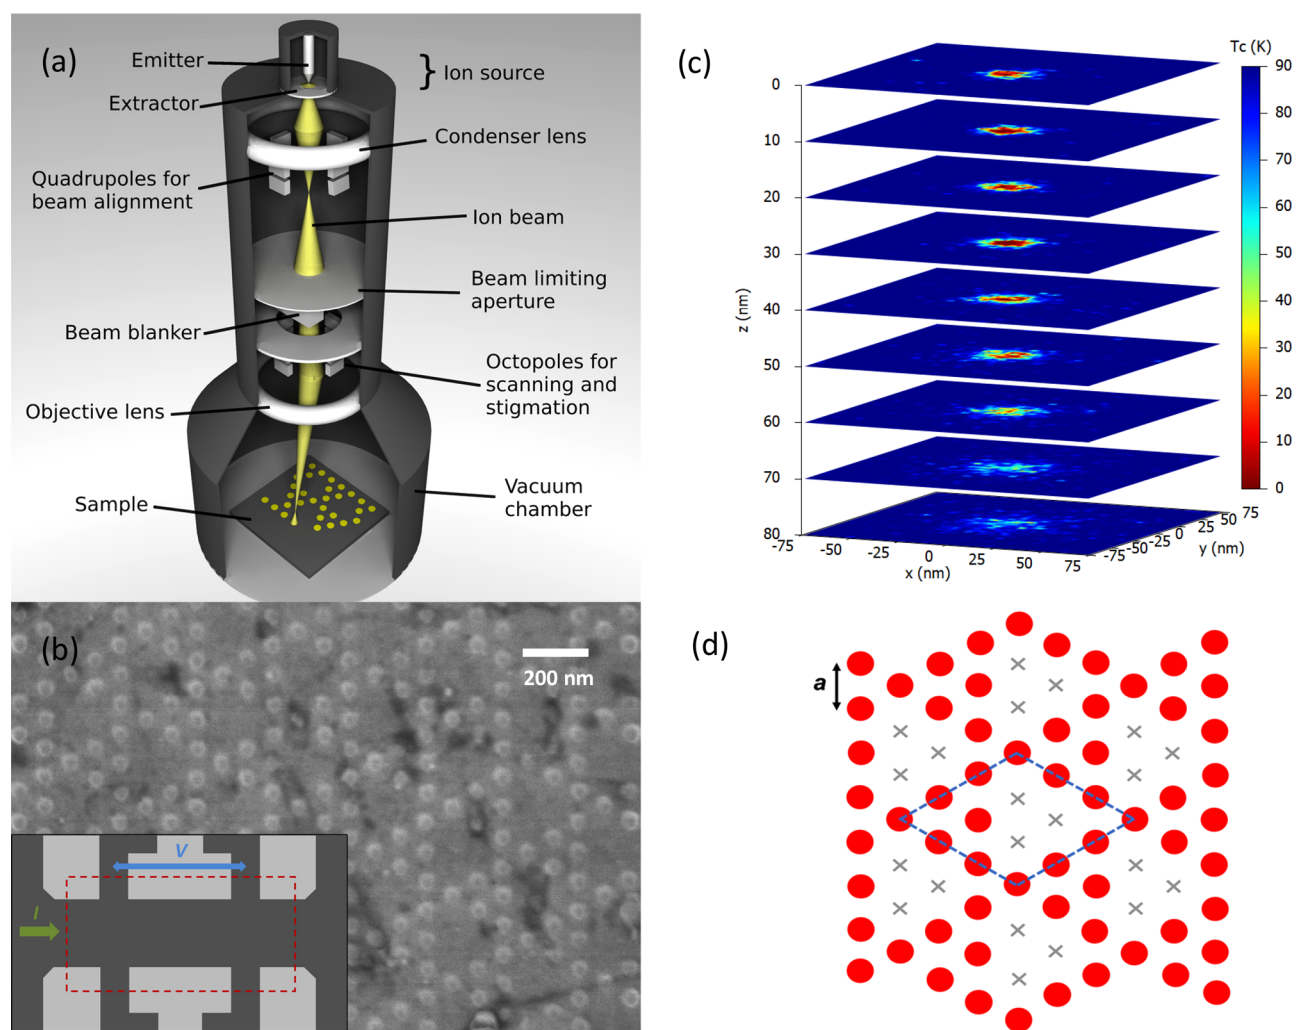 (a)
Emitter
} Ion source
Extractor
Condenser lens
Quadrupoles for
beam alignment
Ion beam
Beam limiting
aperture
Beam blanker
Octopoles for
scanning and
stigmation
Objective lens
Vacuum
chamber
Sample
(b)
200 nm
V
I
(c)
Tc (K)
90
80
70
60
50
40
30
20
10
0
0
10
20
30
40
50
60
70
80
z (nm)
-75
-50
-25
0
25
50
75
x (nm)
-75
-50
-25
0
25
50
75
y (nm)
(d)
a